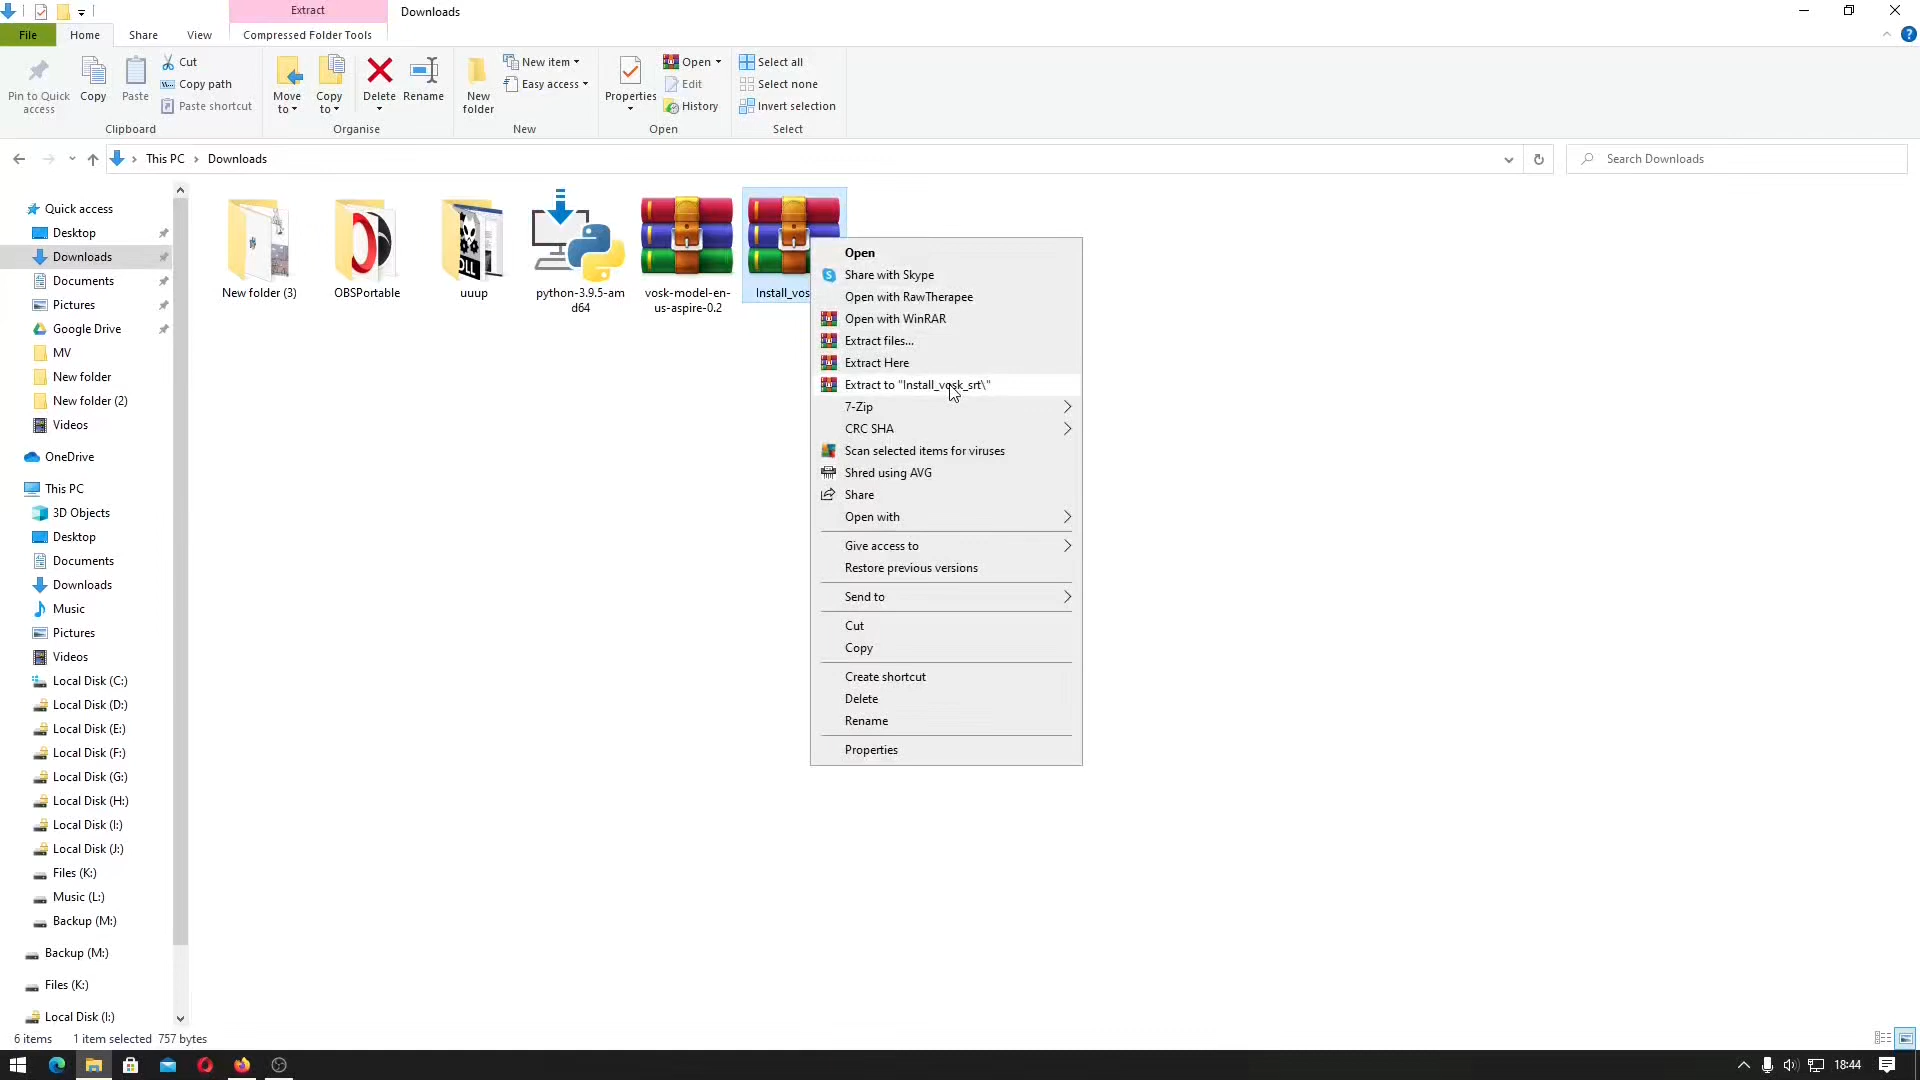 Extract
Downloads
File
Home
Share
View
Compressed Folder Tools
Pin to Quick
access
Copy
Paste
Cut
Copy path
Paste shortcut
Clipboard
Move
to
Copy
to
Delete
Rename
Organise
New
folder
New item
Easy access
New
Properties
Open
Edit
History
Open
Select all
Select none
Invert selection
Select
This PC
Downloads
Search Downloads
Quick access
Desktop
Downloads
Documents
Pictures
Google Drive
MV
New folder
New folder (2)
Videos
OneDrive
This PC
3D Objects
Desktop
Documents
Downloads
Music
Pictures
Videos
Local Disk (C:)
Local Disk (D:)
Local Disk (E:)
Local Disk (F:)
Local Disk (G:)
Local Disk (H:)
Local Disk (I:)
Local Disk (J:)
Files (K:)
Music (L:)
Backup (M:)
Backup (M:)
Files (K:)
Local Disk (I:)
New folder (3)
OBSPortable
DLL
uuup
python-3.9.5-am
d64
vosk-model-en-
us-aspire-0.2
Install_vos
Open
Share with Skype
Open with RawTherapee
Open with WinRAR
Extract files...
Extract Here
Extract to "Install_vosk_srt\"
7-Zip
CRC SHA
Scan selected items for viruses
Shred using AVG
Share
Open with
Give access to
Restore previous versions
Send to
Cut
Copy
Create shortcut
Delete
Rename
Properties
6 items
1 item selected 757 bytes
18:44